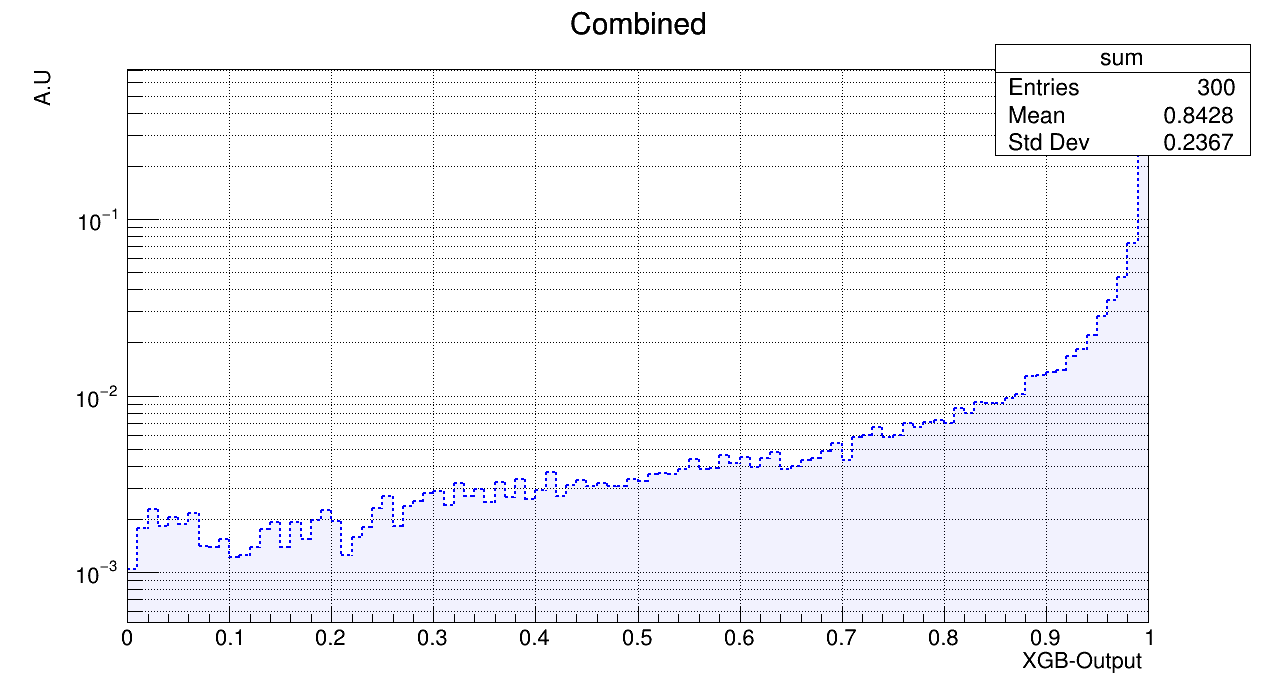 Combined
A.U
sum
Entries 300
Mean 0.8428
Std Dev 0.2367
10⁻¹
10⁻²
10⁻³
0 0.1 0.2 0.3 0.4 0.5 0.6 0.7 0.8 0.9 1
XGB-Output